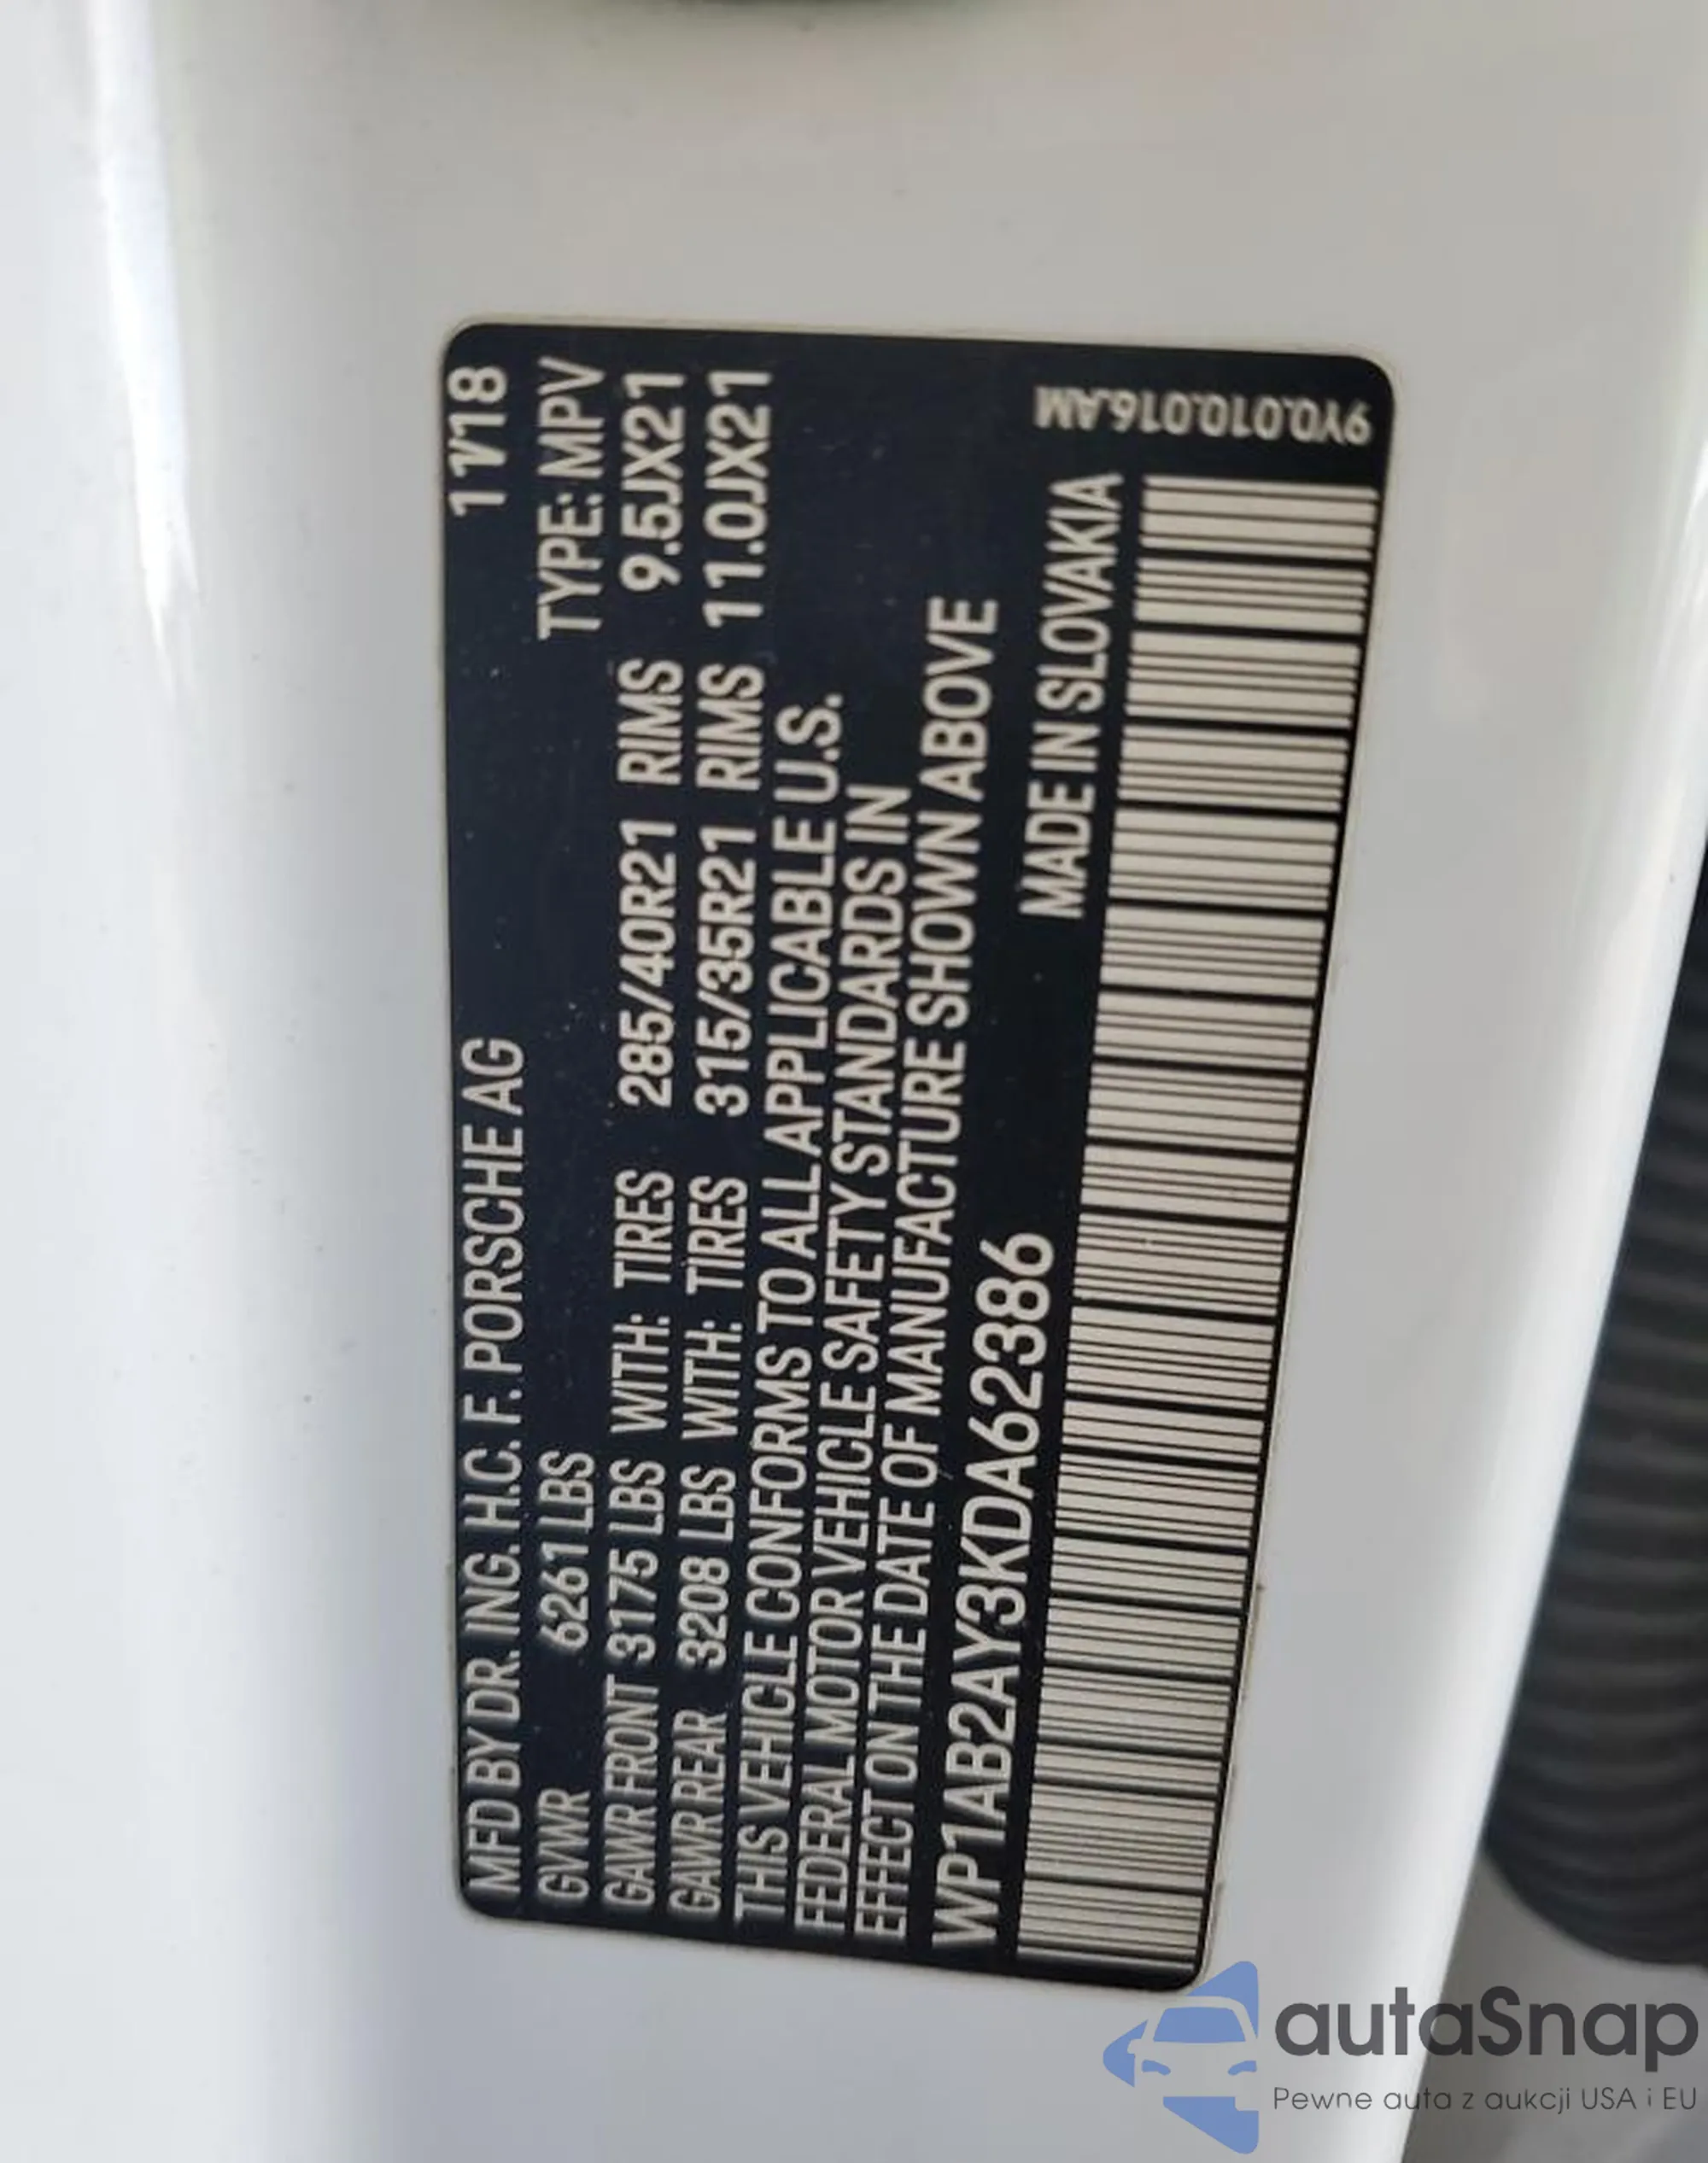 MFD BY DR. ING. H.C. F. PORSCHE AG 11/18
GVWR 6261 LBS TYPE: MPV
GAWR FRONT 3175 LBS WITH: TIRES 285/40R21 RIMS 9.5JX21
GAWR REAR 3208 LBS WITH: TIRES 315/35R21 RIMS 11.0JX21
THIS VEHICLE CONFORMS TO ALL APPLICABLE U.S.
FEDERAL MOTOR VEHICLE SAFETY STANDARDS IN
EFFECT ON THE DATE OF MANUFACTURE SHOWN ABOVE
WP1AB2AY3KDA62386 MADE IN SLOVAKIA
9Y0.010.016.AM
autaSnap
Pewne auta z aukcji USA i EU